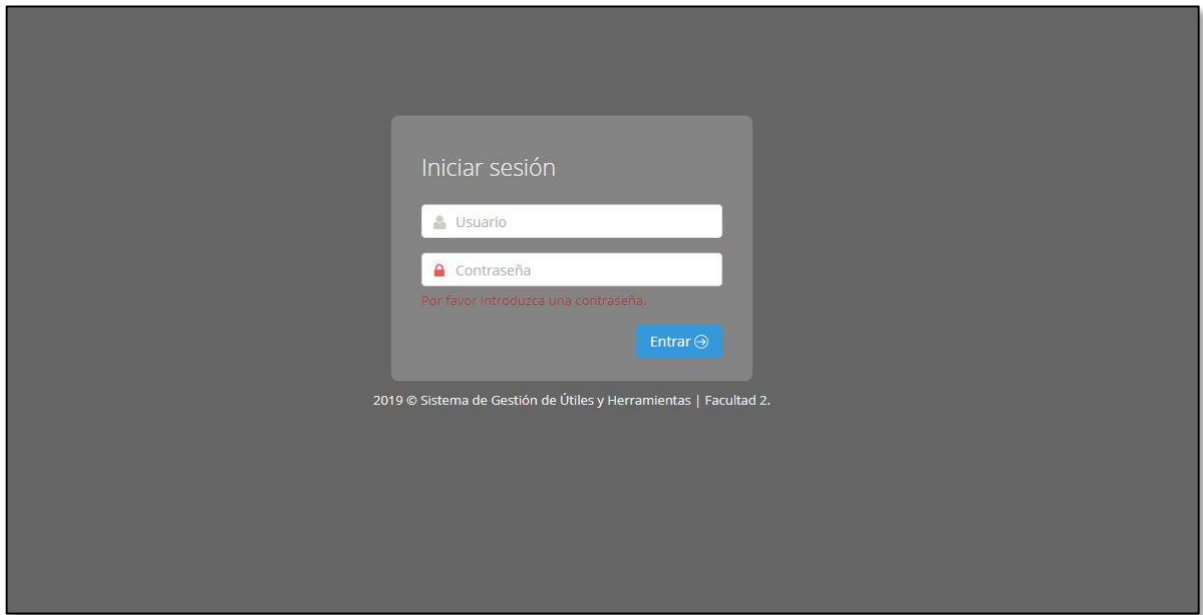 Iniciar sesión
Usuario
Contraseña
Por favor introduzca una contraseña.
Entrar
2019 © Sistema de Gestión de Útiles y Herramientas | Facultad 2.